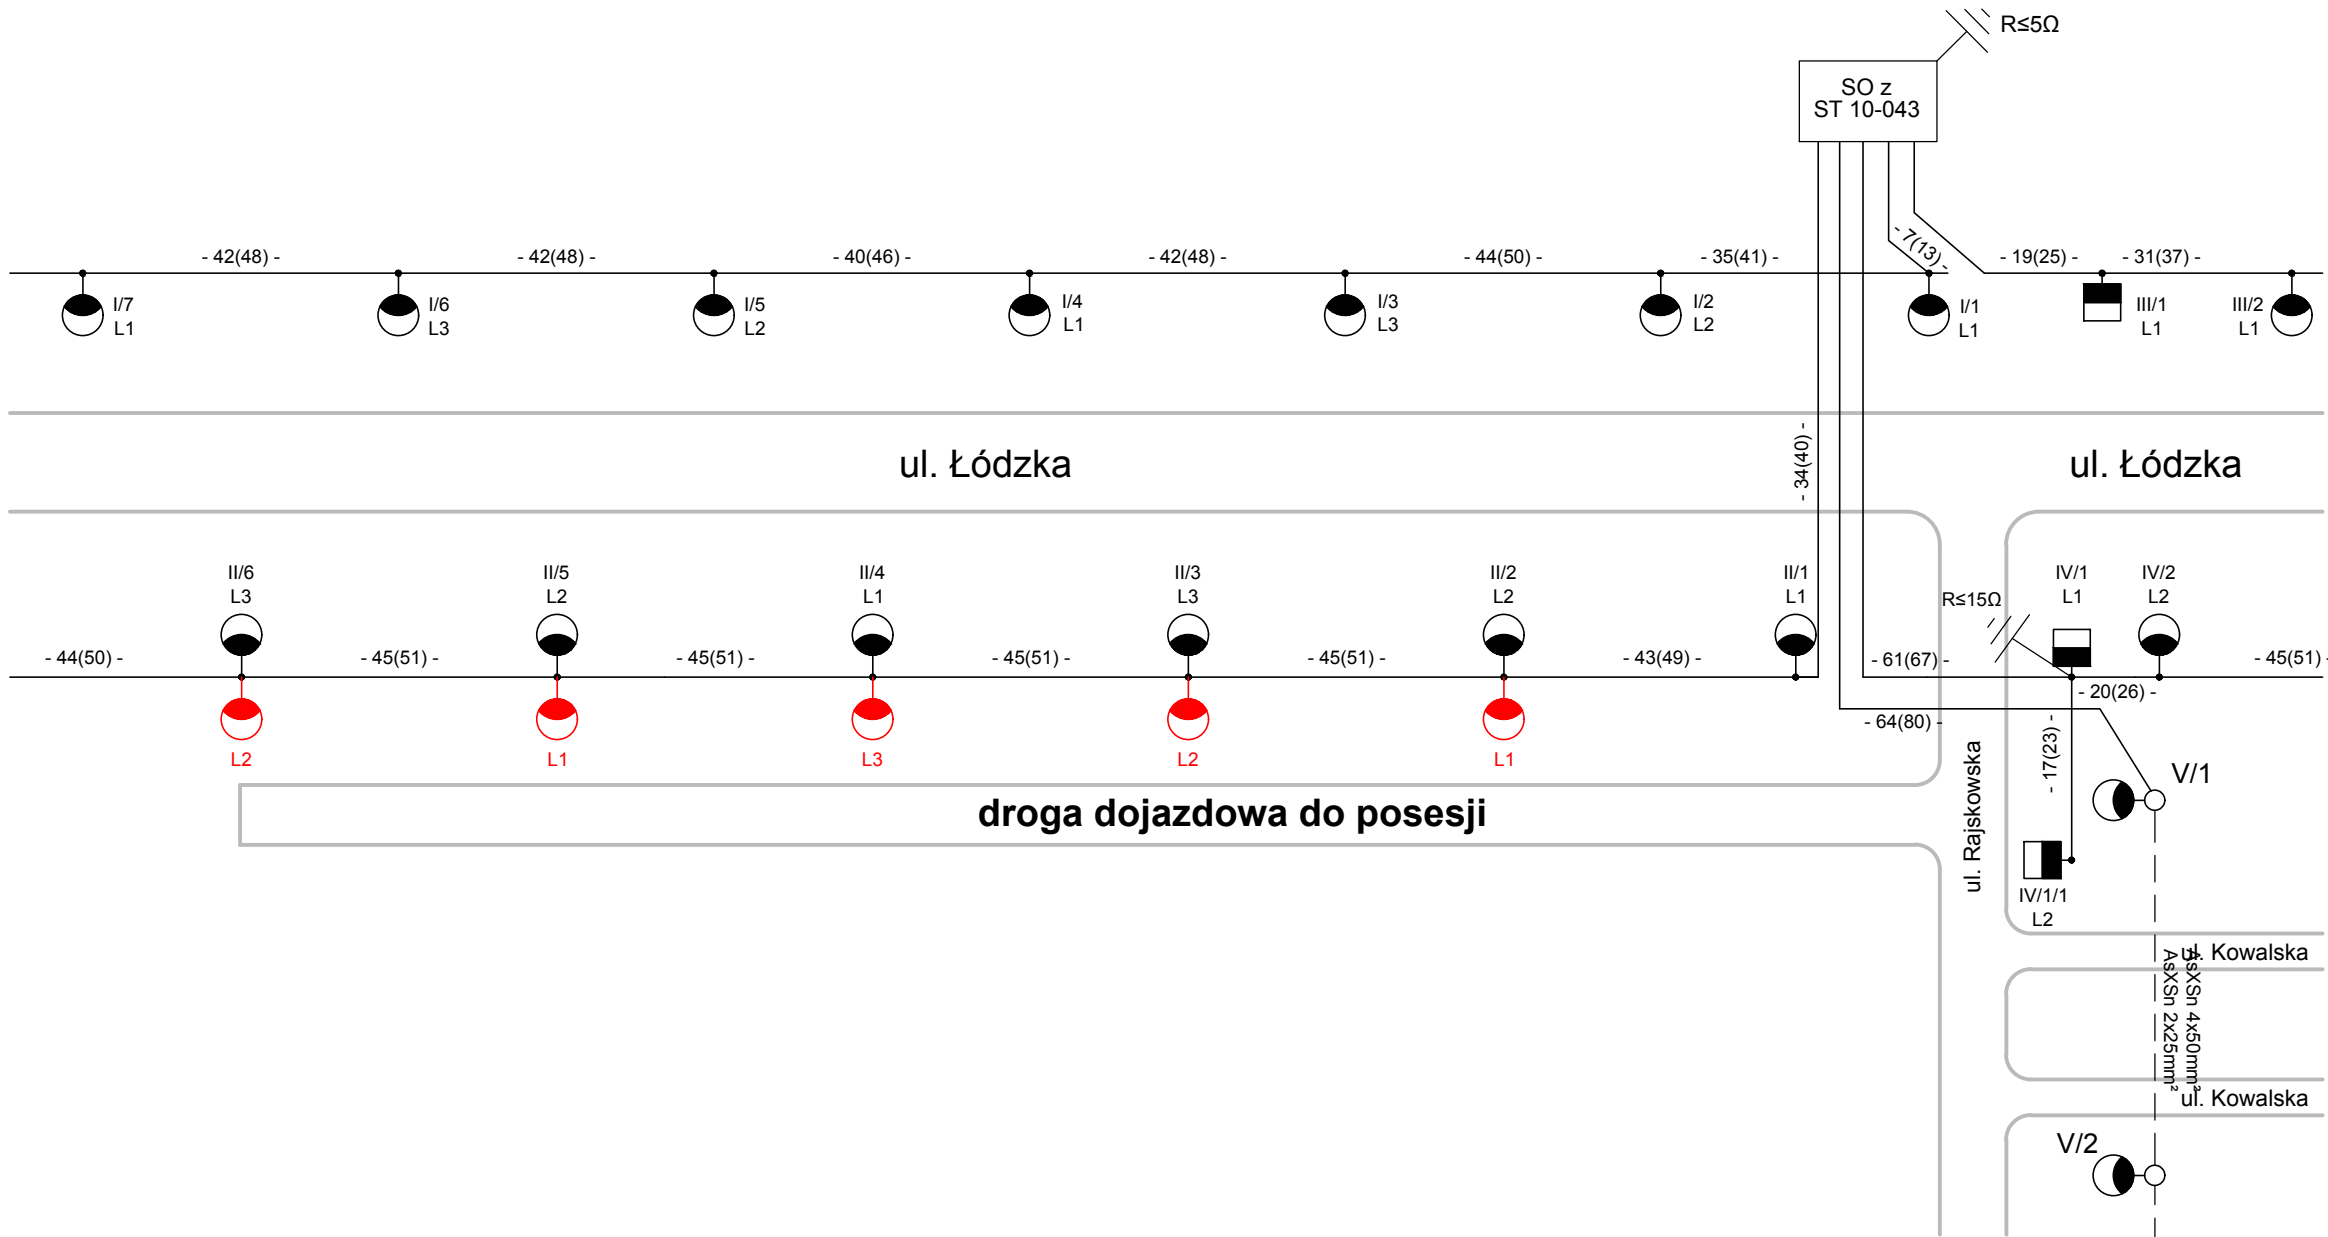 R≤5Ω
SO z
ST 10-043
- 42(48) -
- 42(48) -
- 40(46) -
- 42(48) -
- 44(50) -
- 35(41) -
- 7(13) -
- 19(25) -
- 31(37) -
I/7
L1
I/6
L3
I/5
L2
I/4
L1
I/3
L3
I/2
L2
I/1
L1
III/1
L1
III/2
L1
ul. Łódzka
- 34(40) -
ul. Łódzka
II/6
L3
II/5
L2
II/4
L1
II/3
L3
II/2
L2
II/1
L1
R≤15Ω
IV/1
L1
IV/2
L2
- 44(50) -
- 45(51) -
- 45(51) -
- 45(51) -
- 45(51) -
- 43(49) -
- 61(67) -
- 45(51) -
- 20(26) -
- 64(80) -
- 17(23) -
L2
L1
L3
L2
L1
V/1
droga dojazdowa do posesji
ul. Rajskowska
IV/1/1
L2
ul. Kowalska
AsXSn 4x50mm²
AsXSn 2x25mm²
ul. Kowalska
V/2